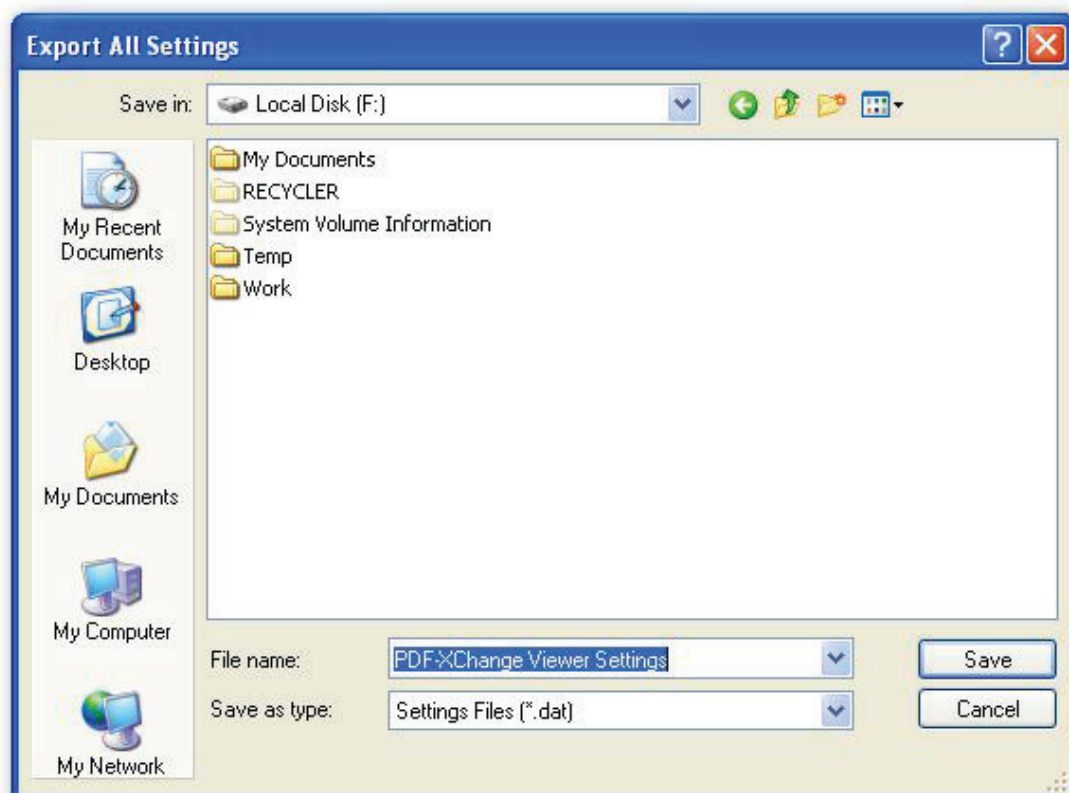 Export All Settings
Save in:
Local Disk (F:)
My Recent
Documents
Desktop
My Documents
My Computer
My Network
My Documents
RECYCLER
System Volume Information
Temp
Work
File name:
PDF-XChange Viewer Settings
Save
Save as type:
Settings Files (*.dat)
Cancel